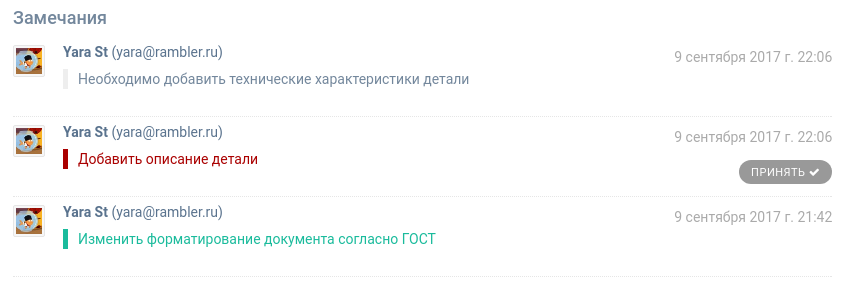 Замечания
Yara St (yara@rambler.ru)
9 сентября 2017 г. 22:06
Необходимо добавить технические характеристики детали
Yara St (yara@rambler.ru)
9 сентября 2017 г. 22:06
Добавить описание детали
ПРИНЯТЬ ✔
Yara St (yara@rambler.ru)
9 сентября 2017 г. 21:42
Изменить форматирование документа согласно ГОСТ